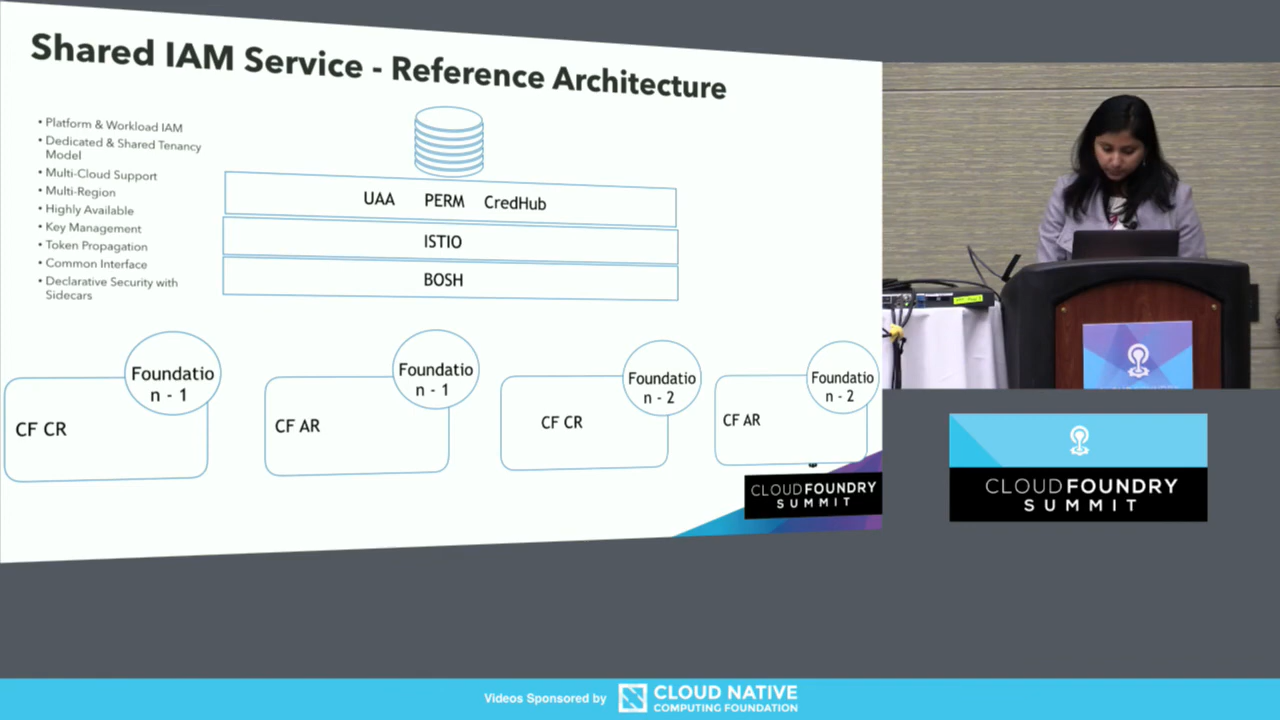 Shared IAM Service - Reference Architecture
• Platform & Workload IAM
• Dedicated & Shared Tenancy
Model
• Multi-Cloud Support
• Multi-Region
• Highly Available
• Key Management
• Token Propagation
• Common Interface
• Declarative Security with
Sidecars
UAA PERM CredHub
ISTIO
BOSH
Foundatio
n - 1
CF CR
Foundatio
n - 1
CF AR
Foundatio
n - 2
CF CR
Foundatio
n - 2
CF AR
CLOUDFOUNDRY
SUMMIT
CLOUDFOUNDRY
SUMMIT
Videos Sponsored by
CLOUD NATIVE
COMPUTING FOUNDATION